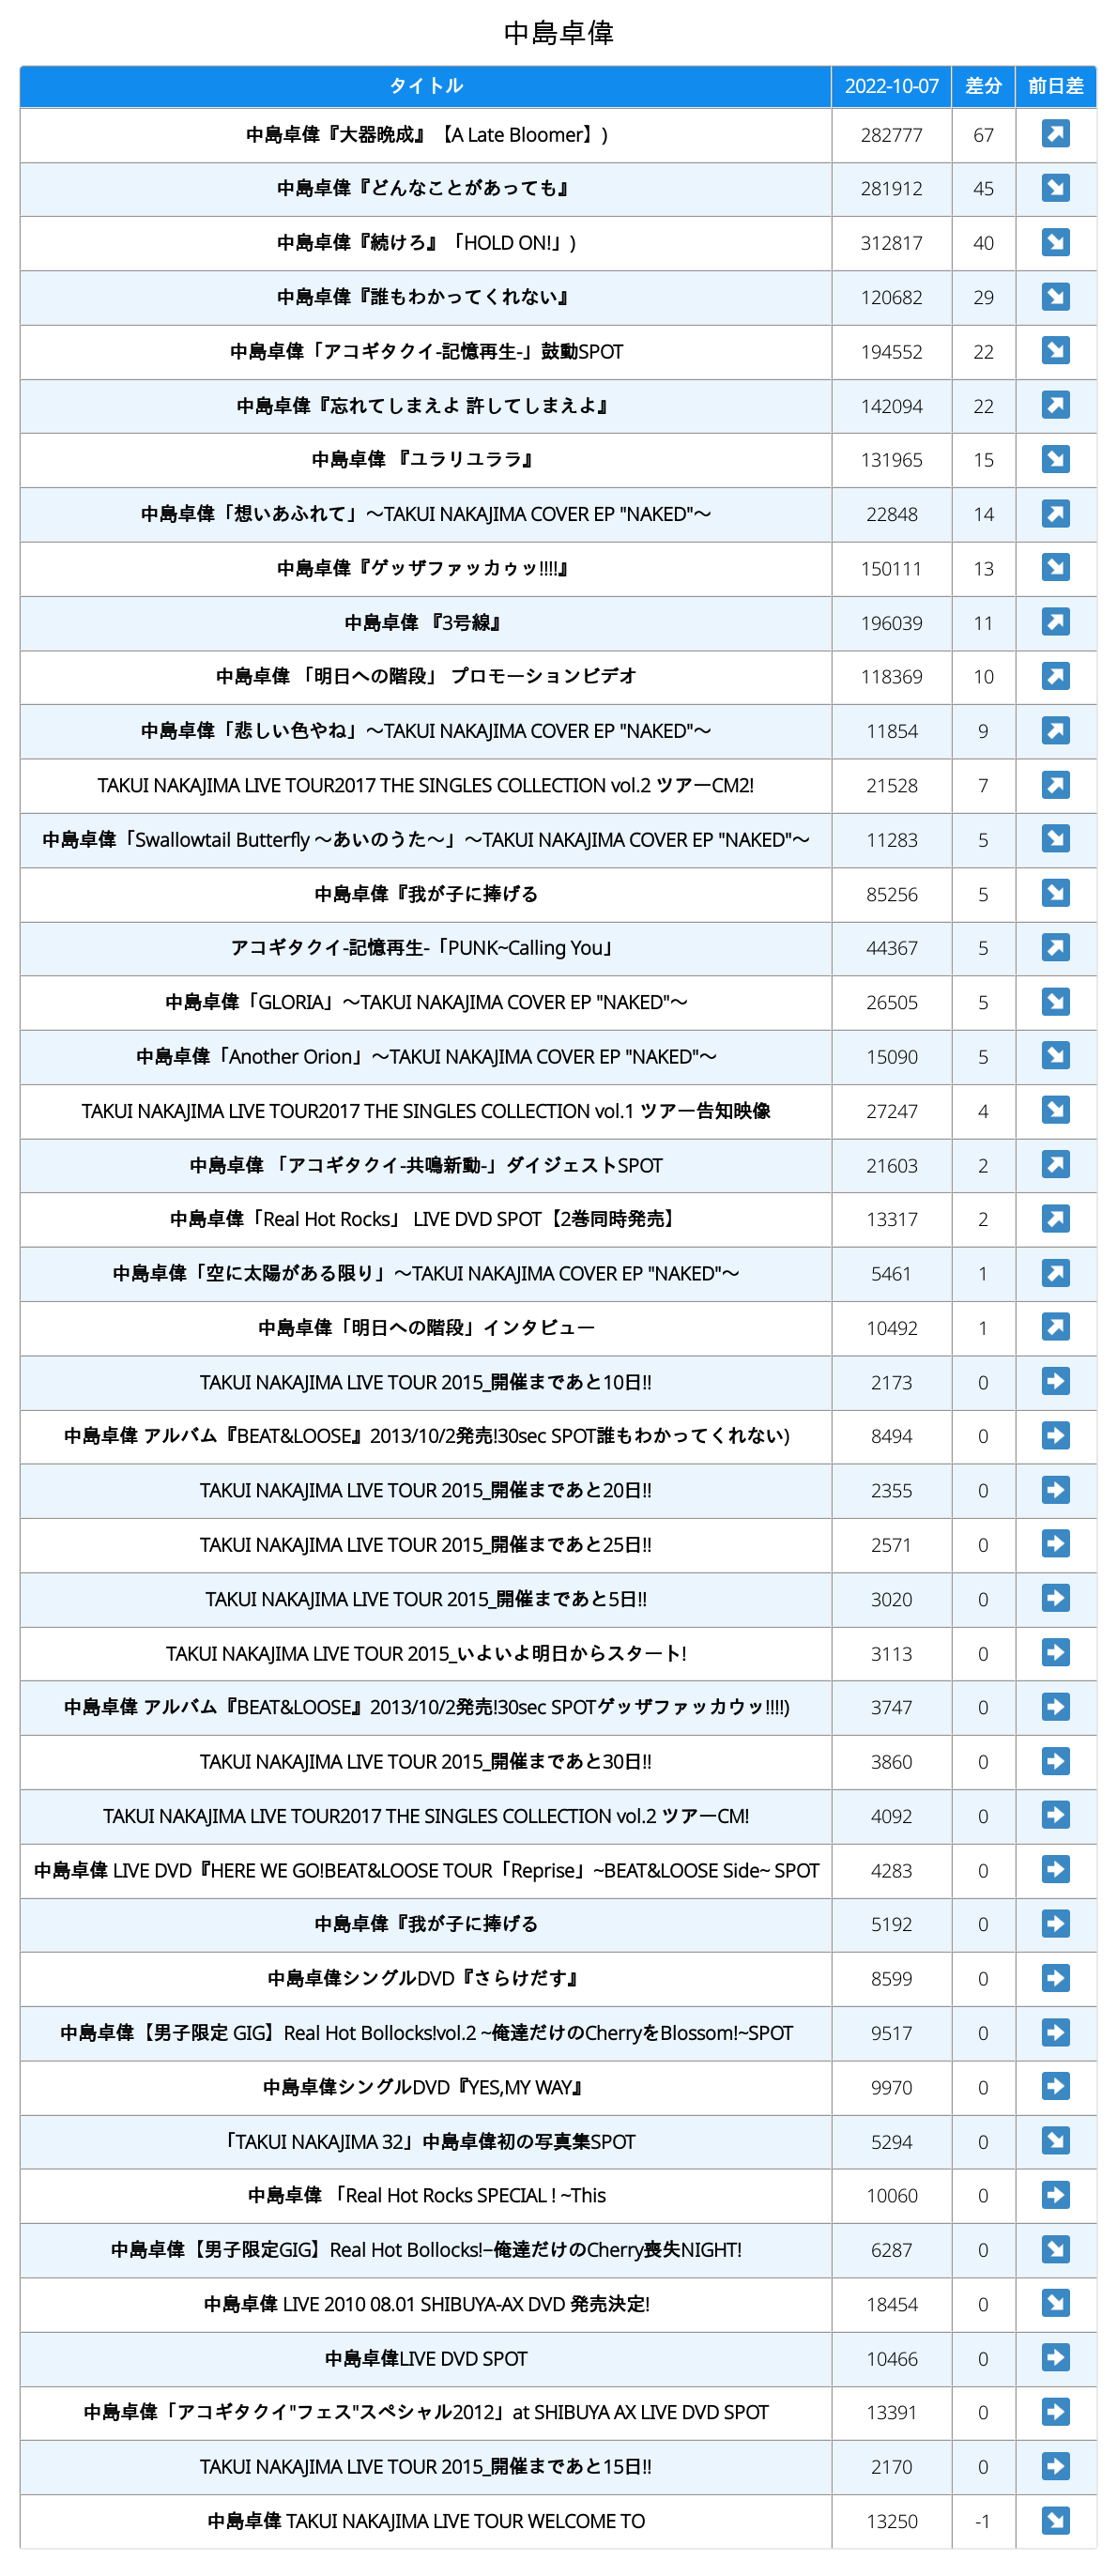 中島卓偉
タイトル 2022-10-07 差分 前日差
中島卓偉『大器晩成』【A Late Bloomer】) 282777 67 ↗
中島卓偉『どんなことがあっても』 281912 45 ↘
中島卓偉『続けろ』「HOLD ON!」) 312817 40 ↘
中島卓偉『誰もわかってくれない』 120682 29 ↘
中島卓偉「アコギタクイ-記憶再生-」鼓動SPOT 194552 22 ↘
中島卓偉『忘れてしまえよ 許してしまえよ』 142094 22 ↗
中島卓偉 『ユラリユララ』 131965 15 ↘
中島卓偉「想いあふれて」〜TAKUI NAKAJIMA COVER EP "NAKED"〜 22848 14 ↗
中島卓偉『ゲッザファッカゥッ!!!!』 150111 13 ↘
中島卓偉 『3号線』 196039 11 ↗
中島卓偉 「明日への階段」 プロモーションビデオ 118369 10 ↗
中島卓偉「悲しい色やね」〜TAKUI NAKAJIMA COVER EP "NAKED"〜 11854 9 ↗
TAKUI NAKAJIMA LIVE TOUR2017 THE SINGLES COLLECTION vol.2 ツアーCM2! 21528 7 ↗
中島卓偉「Swallowtail Butterfly 〜あいのうた〜」〜TAKUI NAKAJIMA COVER EP "NAKED"〜 11283 5 ↘
中島卓偉『我が子に捧げる 85256 5 ↘
アコギタクイ-記憶再生-「PUNK~Calling You」 44367 5 ↗
中島卓偉「GLORIA」〜TAKUI NAKAJIMA COVER EP "NAKED"〜 26505 5 ↘
中島卓偉「Another Orion」〜TAKUI NAKAJIMA COVER EP "NAKED"〜 15090 5 ↘
TAKUI NAKAJIMA LIVE TOUR2017 THE SINGLES COLLECTION vol.1 ツアー告知映像 27247 4 ↘
中島卓偉 「アコギタクイ-共鳴新動-」ダイジェストSPOT 21603 2 ↗
中島卓偉「Real Hot Rocks」 LIVE DVD SPOT【2巻同時発売】 13317 2 ↗
中島卓偉「空に太陽がある限り」〜TAKUI NAKAJIMA COVER EP "NAKED"〜 5461 1 ↗
中島卓偉「明日への階段」インタビュー 10492 1 ↗
TAKUI NAKAJIMA LIVE TOUR 2015_開催まであと10日!! 2173 0 →
中島卓偉 アルバム『BEAT&LOOSE』2013/10/2発売!30sec SPOT誰もわかってくれない) 8494 0 →
TAKUI NAKAJIMA LIVE TOUR 2015_開催まであと20日!! 2355 0 →
TAKUI NAKAJIMA LIVE TOUR 2015_開催まであと25日!! 2571 0 →
TAKUI NAKAJIMA LIVE TOUR 2015_開催まであと5日!! 3020 0 →
TAKUI NAKAJIMA LIVE TOUR 2015_いよいよ明日からスタート! 3113 0 →
中島卓偉 アルバム『BEAT&LOOSE』2013/10/2発売!30sec SPOTゲッザファッカウッ!!!!) 3747 0 →
TAKUI NAKAJIMA LIVE TOUR 2015_開催まであと30日!! 3860 0 →
TAKUI NAKAJIMA LIVE TOUR2017 THE SINGLES COLLECTION vol.2 ツアーCM! 4092 0 →
中島卓偉 LIVE DVD『HERE WE GO!BEAT&LOOSE TOUR「Reprise」~BEAT&LOOSE Side~ SPOT 4283 0 →
中島卓偉『我が子に捧げる 5192 0 →
中島卓偉シングルDVD『さらけだす』 8599 0 →
中島卓偉【男子限定 GIG】Real Hot Bollocks!vol.2 ~俺達だけのCherryをBlossom!~SPOT 9517 0 →
中島卓偉シングルDVD『YES,MY WAY』 9970 0 →
「TAKUI NAKAJIMA 32」中島卓偉初の写真集SPOT 5294 0 ↘
中島卓偉 「Real Hot Rocks SPECIAL ! ~This 10060 0 →
中島卓偉【男子限定GIG】Real Hot Bollocks!−俺達だけのCherry喪失NIGHT! 6287 0 ↘
中島卓偉 LIVE 2010 08.01 SHIBUYA-AX DVD 発売決定! 18454 0 ↘
中島卓偉LIVE DVD SPOT 10466 0 →
中島卓偉「アコギタクイ"フェス"スペシャル2012」at SHIBUYA AX LIVE DVD SPOT 13391 0 →
TAKUI NAKAJIMA LIVE TOUR 2015_開催まであと15日!! 2170 0 →
中島卓偉 TAKUI NAKAJIMA LIVE TOUR WELCOME TO 13250 -1 ↘